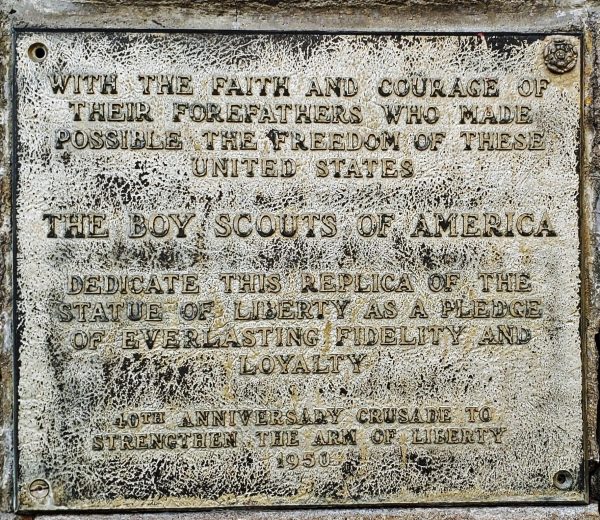 WITH THE FAITH AND COURAGE OF
THEIR FOREFATHERS WHO MADE
POSSIBLE THE FREEDOM OF THESE
UNITED STATES
THE BOY SCOUTS OF AMERICA
DEDICATE THIS REPLICA OF THE
STATUE OF LIBERTY AS A PLEDGE
OF EVERLASTING FIDELITY AND
LOYALTY
40TH ANNIVERSARY CRUSADE TO
STRENGTHEN THE ARM OF LIBERTY
1950